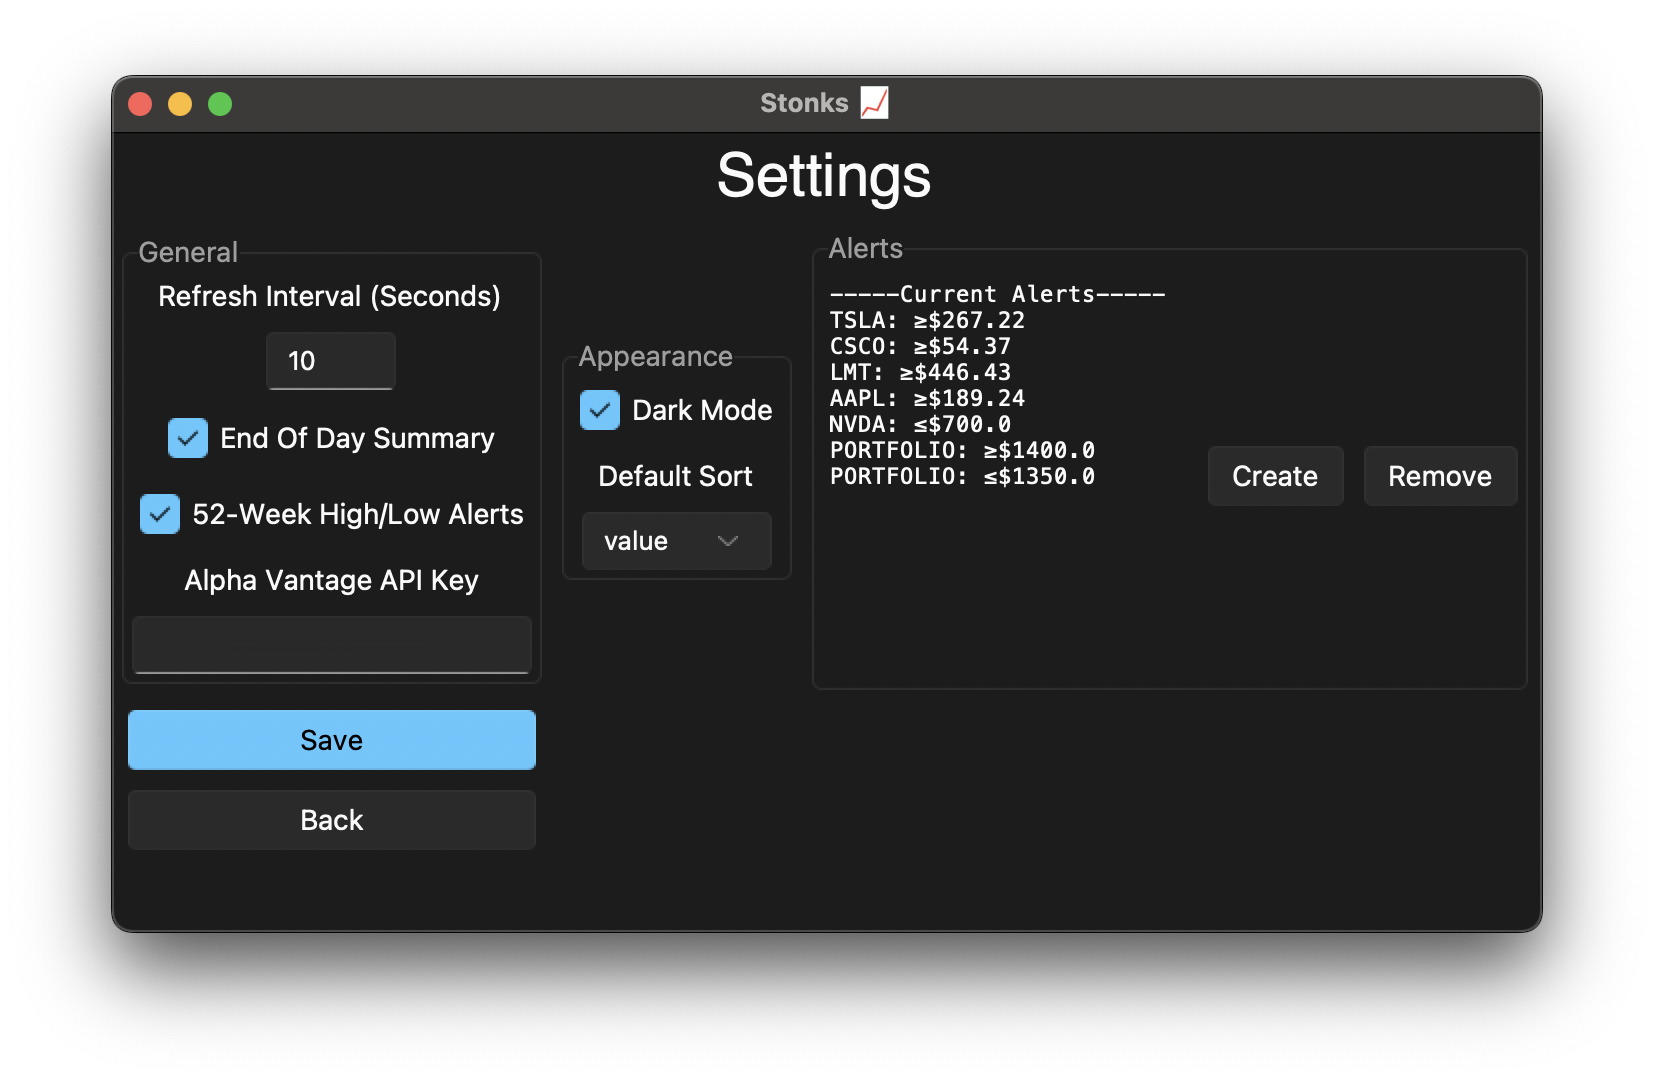 Stonks 📈
Settings
General
Refresh Interval (Seconds)
10
End Of Day Summary
52-Week High/Low Alerts
Alpha Vantage API Key
Save
Back
Appearance
Dark Mode
Default Sort
value
Alerts
-----Current Alerts-----
TSLA: ≥$267.22
CSCO: ≥$54.37
LMT: ≥$446.43
AAPL: ≥$189.24
NVDA: ≤$700.0
PORTFOLIO: ≥$1400.0
PORTFOLIO: ≤$1350.0
Create
Remove